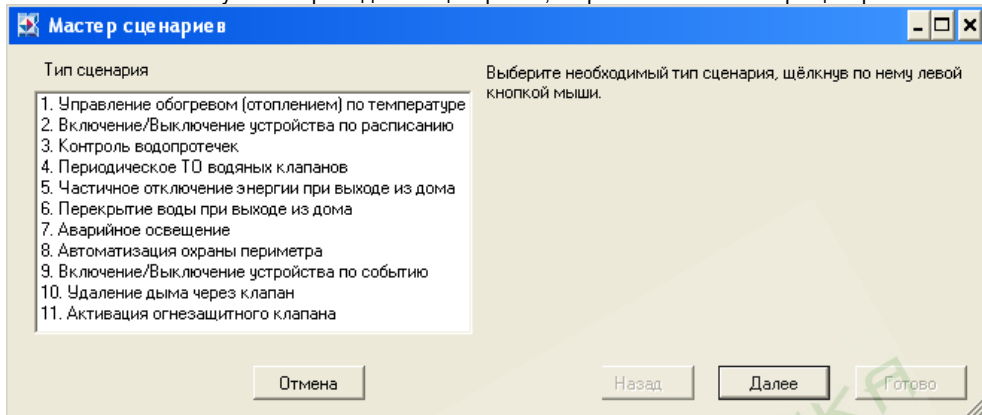 Мастер сценариев
Тип сценария
Выберите необходимый тип сценария, щёлкнув по нему левой
кнопкой мыши.
1. Управление обогревом (отоплением) по температуре
2. Включение/Выключение устройства по расписанию
3. Контроль водопротечек
4. Периодическое ТО водяных клапанов
5. Частичное отключение энергии при выходе из дома
6. Перекрытие воды при выходе из дома
7. Аварийное освещение
8. Автоматизация охраны периметра
9. Включение/Выключение устройства по событию
10. Удаление дыма через клапан
11. Активация огнезащитного клапана
Отмена
Назад
Далее
Готово